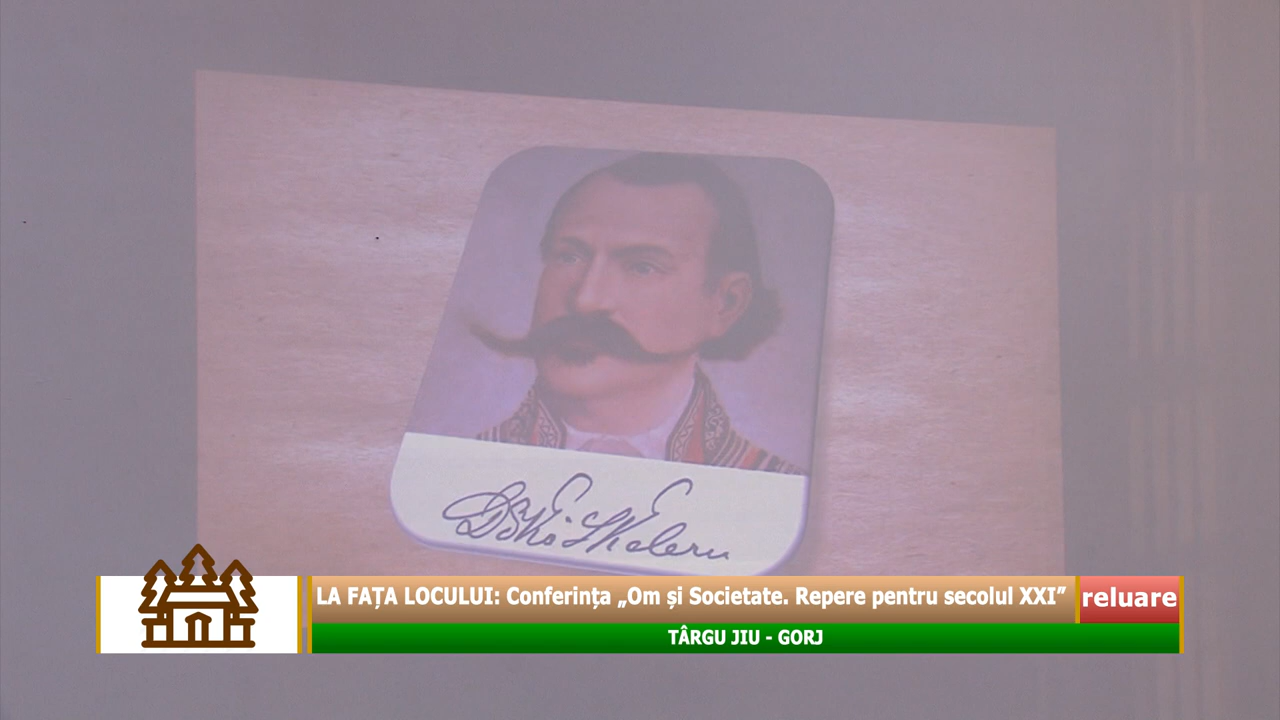 LA FAȚA LOCULUI: Conferința „Om și Societate. Repere pentru secolul XXI”
reluare
TÂRGU JIU - GORJ